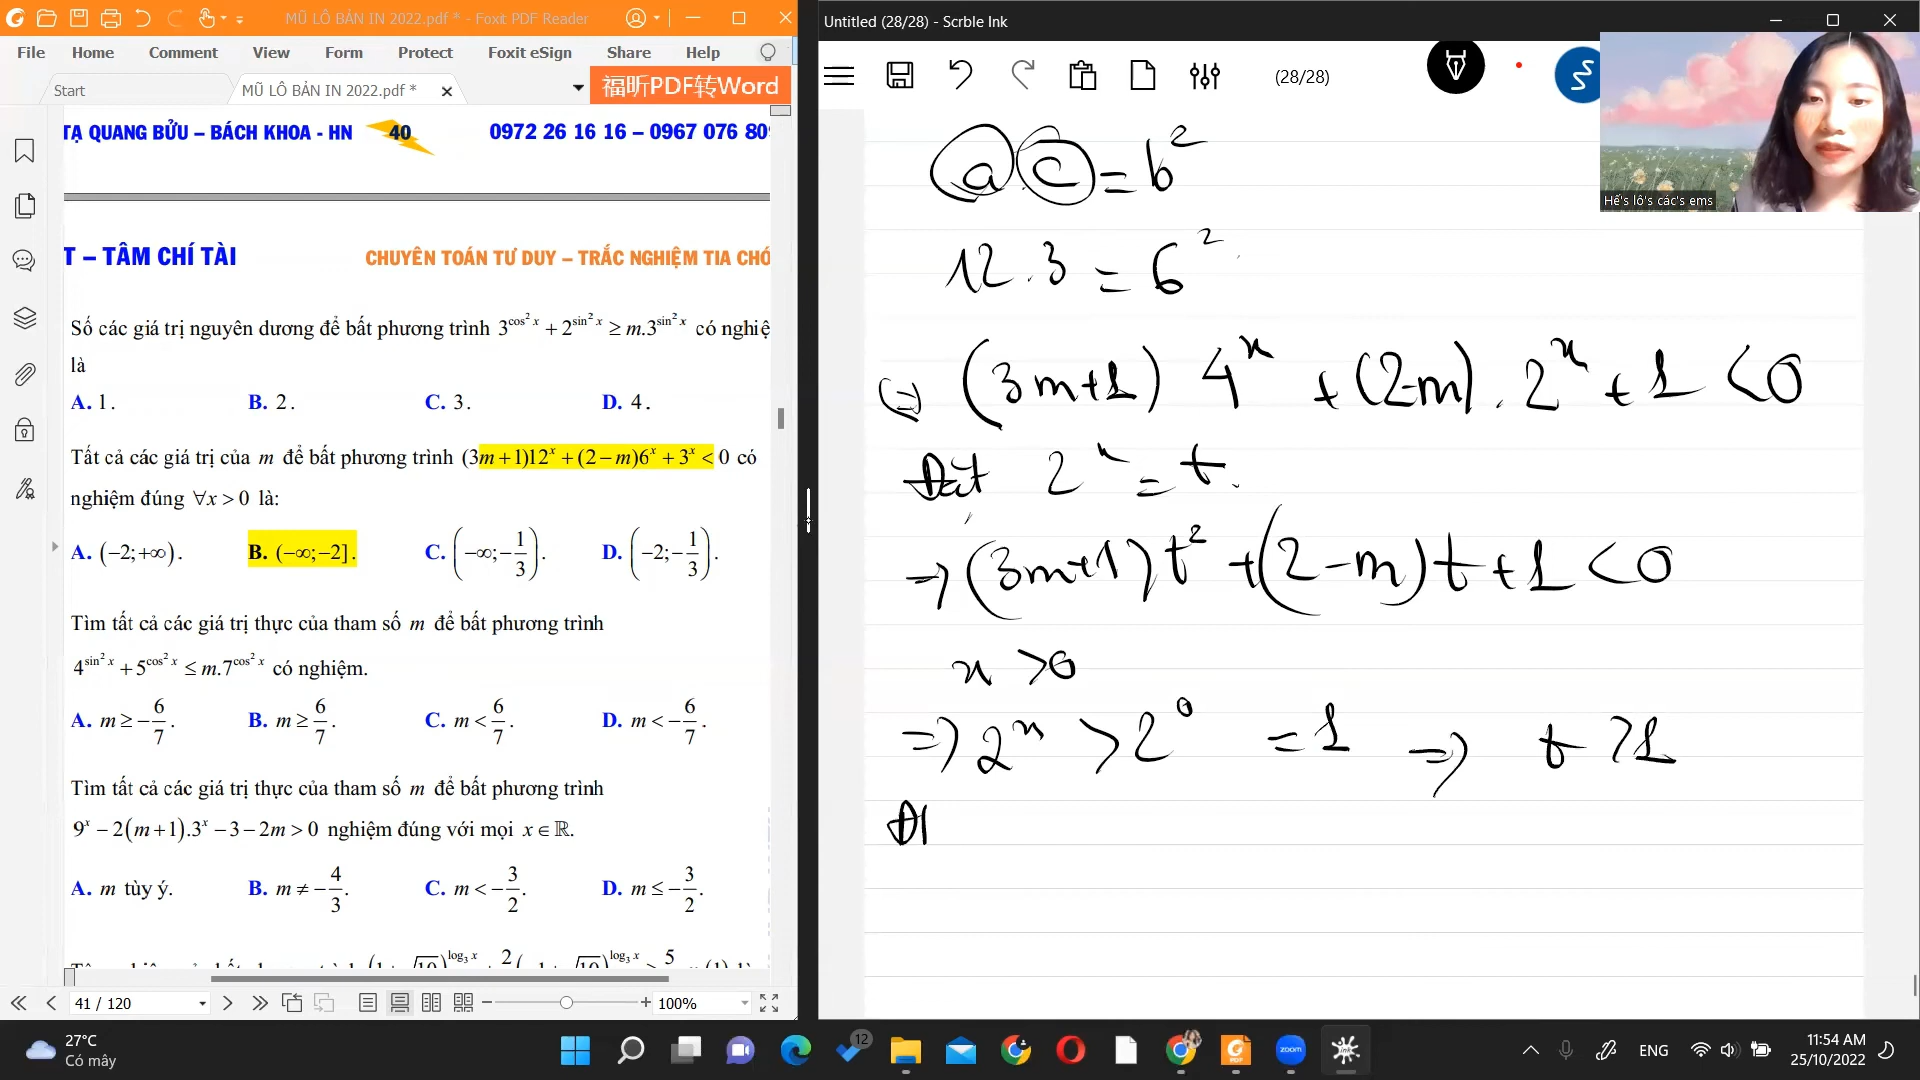 MŨ LÔ BẢN IN 2022.pdf * - Foxit PDF Reader
File Home Comment View Form Protect Foxit eSign Share Help
Start
MŨ LÔ BẢN IN 2022.pdf *
福昕PDF转Word
TẠ QUANG BỬU – BÁCH KHOA - HN 40 0972 26 16 16 – 0967 076 809
T – TÂM CHÍ TÀI CHUYÊN TOÁN TƯ DUY – TRẮC NGHIỆM TIA CHỚ
Số các giá trị nguyên dương để bất phương trình 3^{cos² x} + 2^{sin² x} ≥ m.3^{sin² x} có nghiệ
là
A. 1. B. 2. C. 3. D. 4.
Tất cả các giá trị của m để bất phương trình (3m+1)12^x + (2−m)6^x + 3^x < 0 có
nghiệm đúng ∀x > 0 là:
A. (−2;+∞). B. (−∞;−2]. C. (−∞;−1/3). D. (−2;−1/3).
Tìm tất cả các giá trị thực của tham số m để bất phương trình
4^{sin² x} + 5^{cos² x} ≤ m.7^{cos² x} có nghiệm.
A. m ≥ −6/7. B. m ≥ 6/7. C. m < 6/7. D. m < −6/7.
Tìm tất cả các giá trị thực của tham số m để bất phương trình
9^x − 2(m+1).3^x − 3 − 2m > 0 nghiệm đúng với mọi x ∈ ℝ.
A. m tùy ý. B. m ≠ −4/3. C. m < −3/2. D. m ≤ −3/2.
41 / 120
100%
Untitled (28/28) - Scrble Ink
(28/28)
Hế's lô's các's ems
a c = b²
12.3 = 6²
(=) (3m+1) 4^x + (2-m). 2^x + 1 < 0
Đặt 2^x = t.
=> (3m+1)t² + (2-m)t + 1 < 0
x > 0
=> 2^x > 2^0 = 1 => t > 1
27°C
Có mây
12
zoom
ENG
11:54 AM
25/10/2022